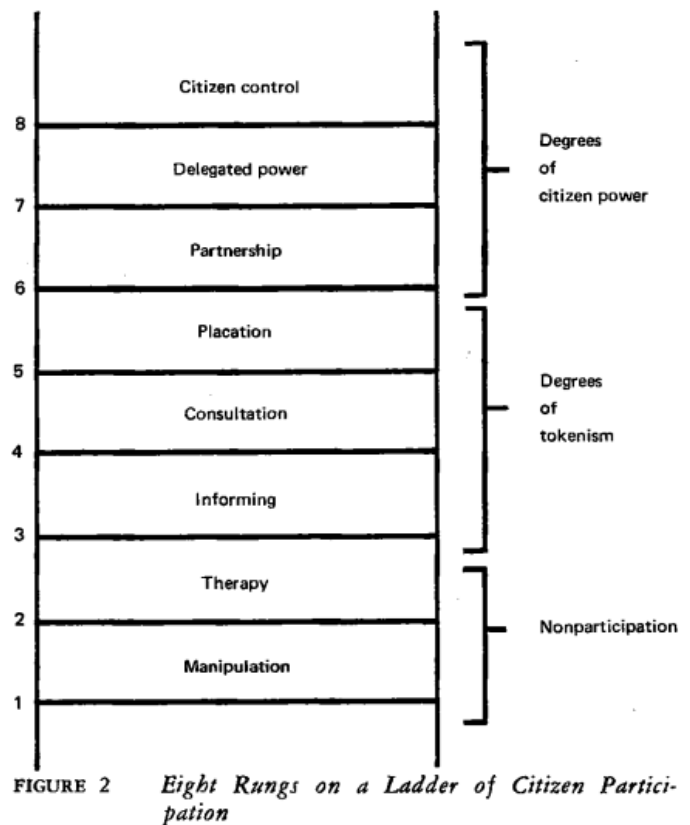 Citizen control
8
Delegated power
7
Partnership
6
Placation
5
Consultation
4
Informing
3
Therapy
2
Manipulation
1
Degrees
of
citizen power
Degrees
of
tokenism
Nonparticipation
FIGURE 2 Eight Rungs on a Ladder of Citizen Partici-
pation